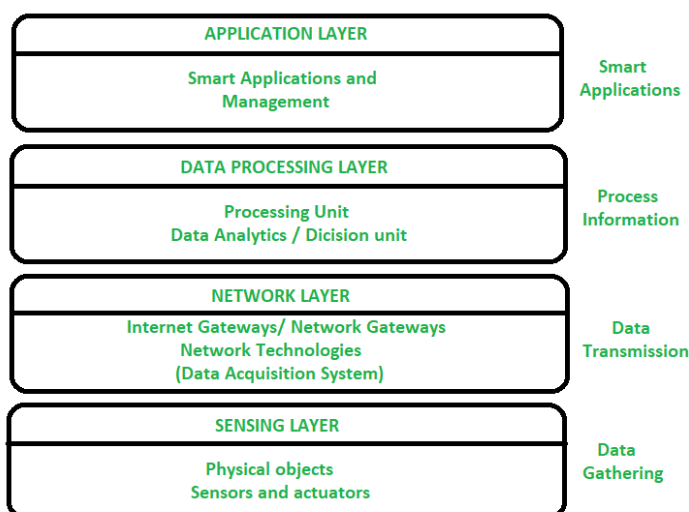 APPLICATION LAYER
Smart Applications and
Management
Smart
Applications
DATA PROCESSING LAYER
Processing Unit
Data Analytics / Dicision unit
Process
Information
NETWORK LAYER
Internet Gateways/ Network Gateways
Network Technologies
(Data Acquisition System)
Data
Transmission
SENSING LAYER
Physical objects
Sensors and actuators
Data
Gathering